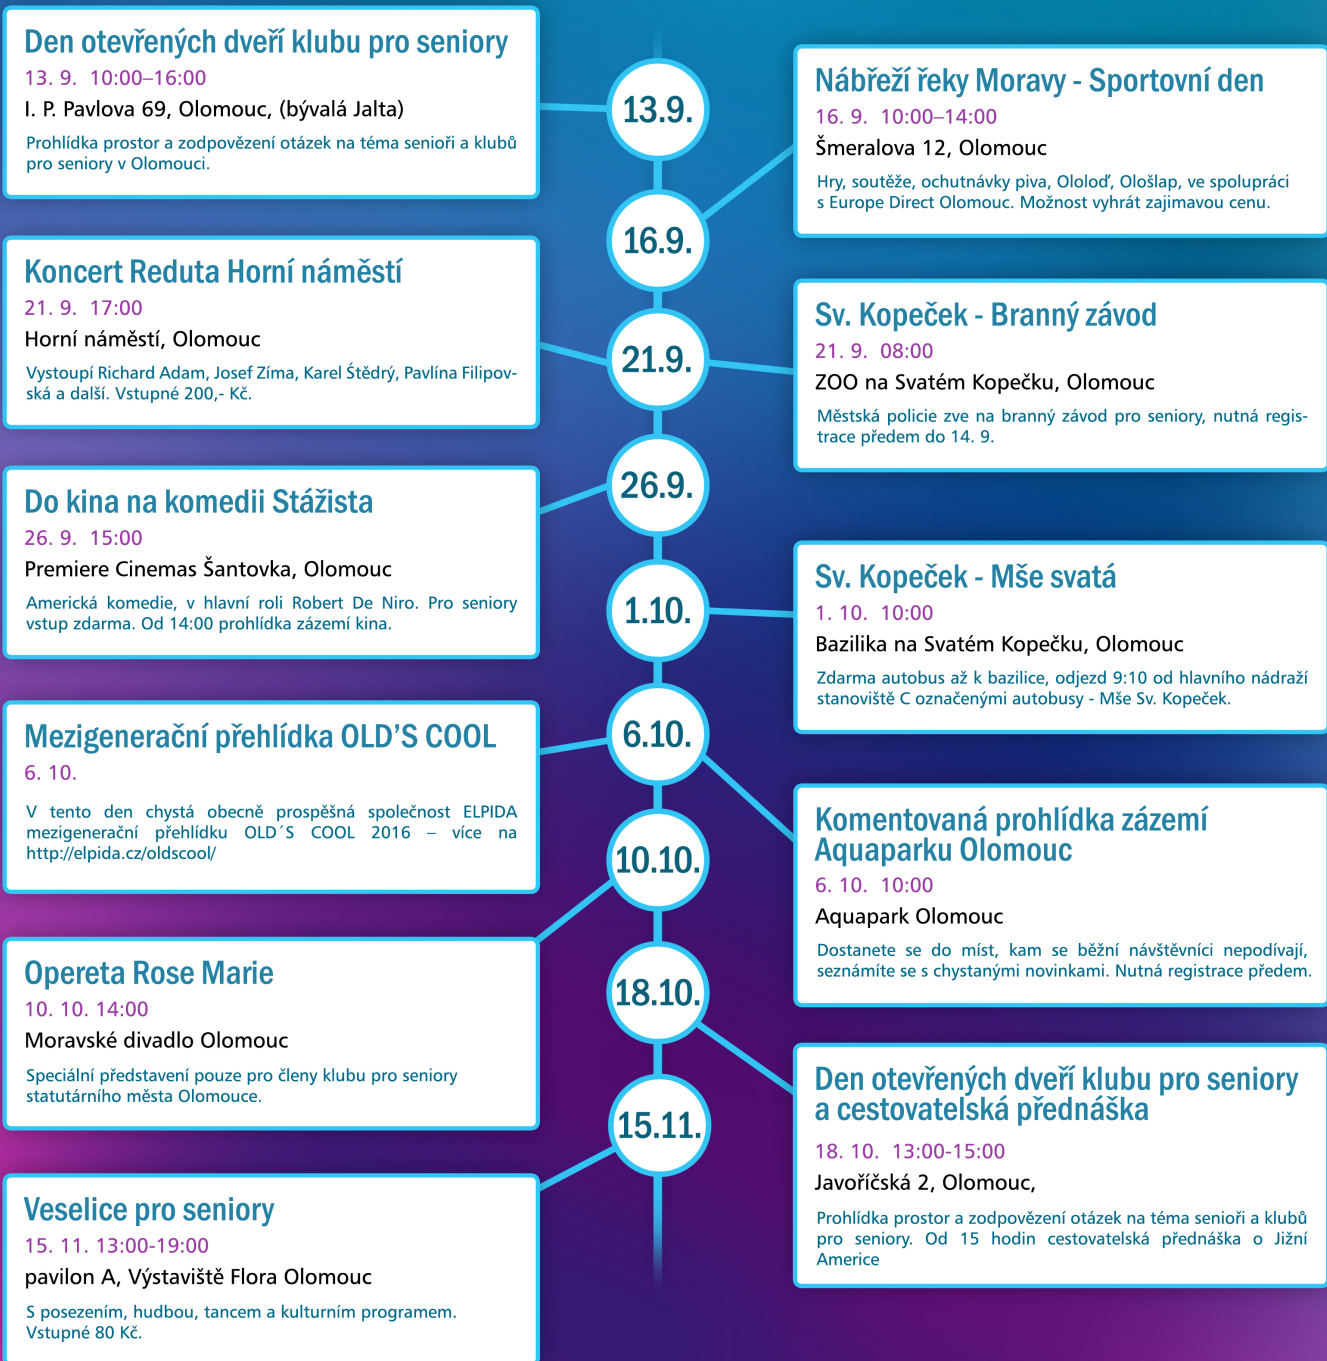 Den otevřených dveří klubu pro seniory
13. 9. 10:00–16:00
I. P. Pavlova 69, Olomouc, (bývalá Jalta)
Prohlídka prostor a zodpovězení otázek na téma senioři a klubů
pro seniory v Olomouci.
13.9.
Nábřeží řeky Moravy - Sportovní den
16. 9. 10:00–14:00
Šmeralova 12, Olomouc
Hry, soutěže, ochutnávky piva, Ololoď, Ološlap, ve spolupráci
s Europe Direct Olomouc. Možnost vyhrát zajimavou cenu.
16.9.
Koncert Reduta Horní náměstí
21. 9. 17:00
Horní náměstí, Olomouc
Vystoupí Richard Adam, Josef Zíma, Karel Śtědrý, Pavlína Filipov-
ská a další. Vstupné 200,- Kč.
21.9.
Sv. Kopeček - Branný závod
21. 9. 08:00
ZOO na Svatém Kopečku, Olomouc
Městská policie zve na branný závod pro seniory, nutná regis-
trace předem do 14. 9.
26.9.
Do kina na komedii Stážista
26. 9. 15:00
Premiere Cinemas Šantovka, Olomouc
Americká komedie, v hlavní roli Robert De Niro. Pro seniory
vstup zdarma. Od 14:00 prohlídka zázemí kina.
1.10.
Sv. Kopeček - Mše svatá
1. 10. 10:00
Bazilika na Svatém Kopečku, Olomouc
Zdarma autobus až k bazilice, odjezd 9:10 od hlavního nádraží
stanoviště C označenými autobusy - Mše Sv. Kopeček.
6.10.
Mezigenerační přehlídka OLD’S COOL
6. 10.
V tento den chystá obecně prospěšná společnost ELPIDA
mezigenerační přehlídku OLD´S COOL 2016 – více na
http://elpida.cz/oldscool/
Komentovaná prohlídka zázemí
Aquaparku Olomouc
6. 10. 10:00
Aquapark Olomouc
Dostanete se do míst, kam se běžní návštěvníci nepodívají,
seznámíte se s chystanými novinkami. Nutná registrace předem.
10.10.
Opereta Rose Marie
10. 10. 14:00
Moravské divadlo Olomouc
Speciální představení pouze pro členy klubu pro seniory
statutárního města Olomouce.
18.10.
Den otevřených dveří klubu pro seniory
a cestovatelská přednáška
18. 10. 13:00-15:00
Javoříčská 2, Olomouc,
Prohlídka prostor a zodpovězení otázek na téma senioři a klubů
pro seniory. Od 15 hodin cestovatelská přednáška o Jižní
Americe
15.11.
Veselice pro seniory
15. 11. 13:00-19:00
pavilon A, Výstaviště Flora Olomouc
S posezením, hudbou, tancem a kulturním programem.
Vstupné 80 Kč.